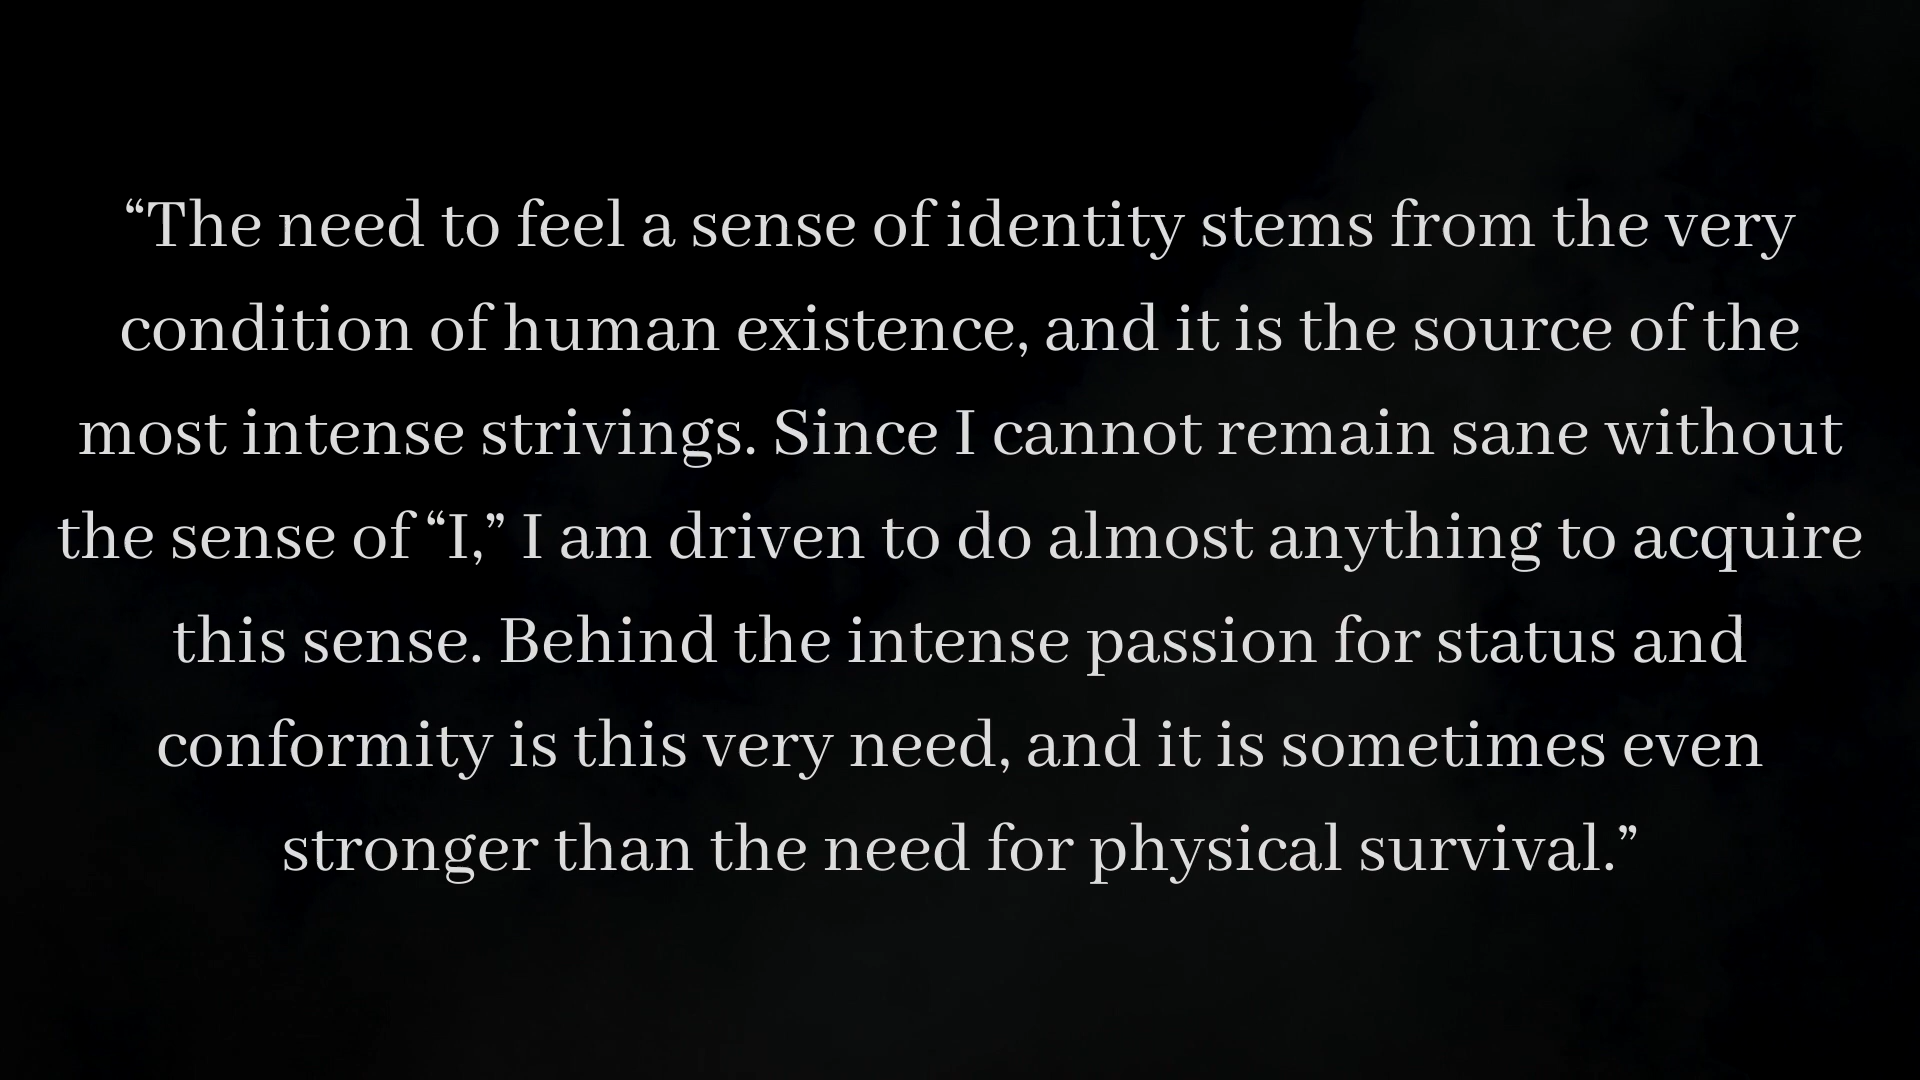 “The need to feel a sense of identity stems from the very
condition of human existence, and it is the source of the
most intense strivings. Since I cannot remain sane without
the sense of “I,” I am driven to do almost anything to acquire
this sense. Behind the intense passion for status and
conformity is this very need, and it is sometimes even
stronger than the need for physical survival.”